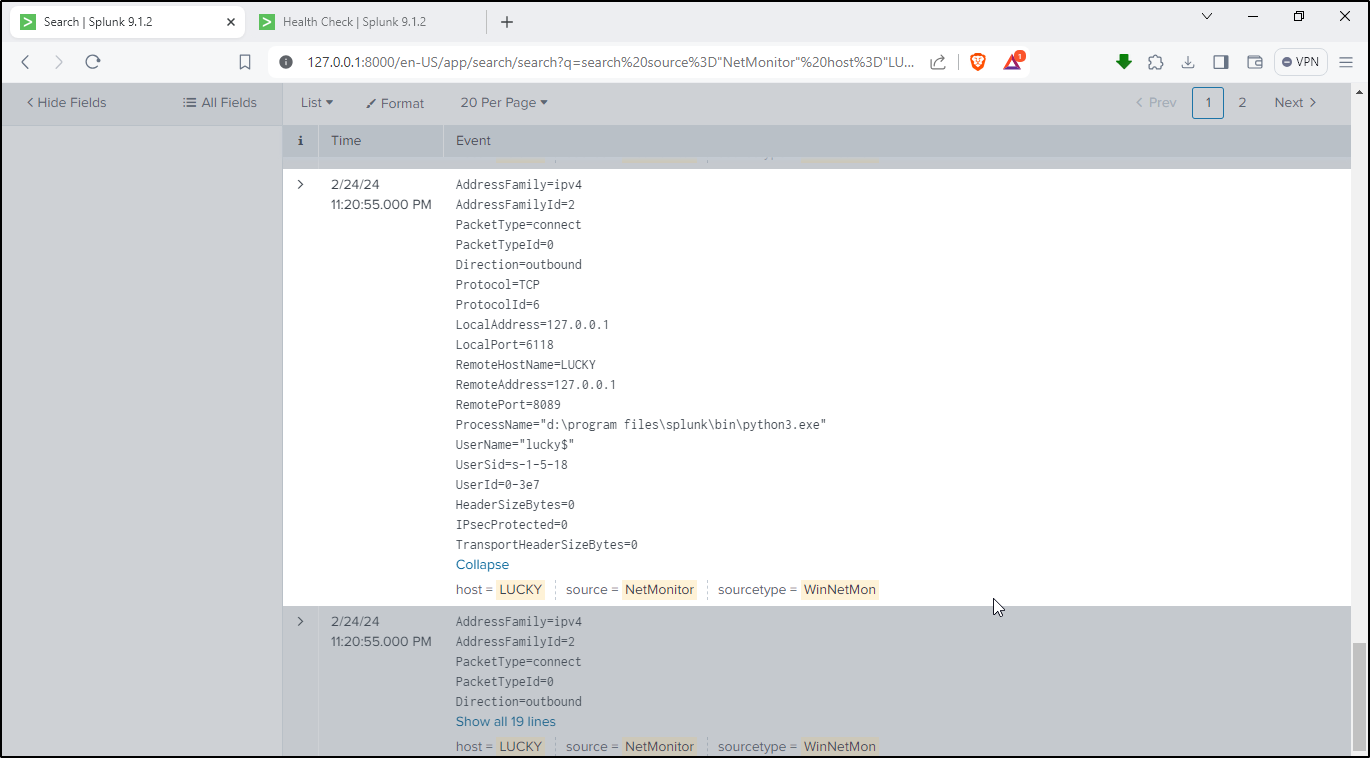 Search | Splunk 9.1.2
Health Check | Splunk 9.1.2
127.0.0.1:8000/en-US/app/search/search?q=search%20source%3D"NetMonitor"%20host%3D"LU...
1
VPN
Hide Fields
All Fields
List
Format
20 Per Page
Prev
1
2
Next
i
Time
Event
2/24/24
11:20:55.000 PM
AddressFamily=ipv4
AddressFamilyId=2
PacketType=connect
PacketTypeId=0
Direction=outbound
Protocol=TCP
ProtocolId=6
LocalAddress=127.0.0.1
LocalPort=6118
RemoteHostName=LUCKY
RemoteAddress=127.0.0.1
RemotePort=8089
ProcessName="d:\program files\splunk\bin\python3.exe"
UserName="lucky$"
UserSid=s-1-5-18
UserId=0-3e7
HeaderSizeBytes=0
IPsecProtected=0
TransportHeaderSizeBytes=0
Collapse
host = LUCKY source = NetMonitor sourcetype = WinNetMon
2/24/24
11:20:55.000 PM
AddressFamily=ipv4
AddressFamilyId=2
PacketType=connect
PacketTypeId=0
Direction=outbound
Show all 19 lines
host = LUCKY source = NetMonitor sourcetype = WinNetMon